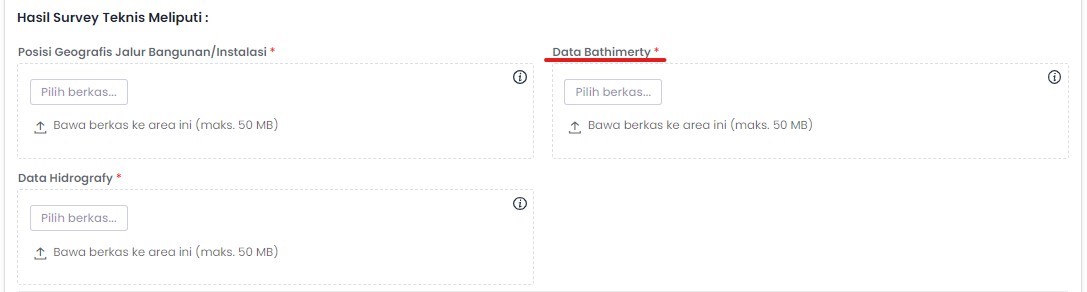 Hasil Survey Teknis Meliputi :
Posisi Geografis Jalur Bangunan/Instalasi *
Pilih berkas...
Bawa berkas ke area ini (maks. 50 MB)
Data Bathimerty *
Pilih berkas...
Bawa berkas ke area ini (maks. 50 MB)
Data Hidrografy *
Pilih berkas...
Bawa berkas ke area ini (maks. 50 MB)